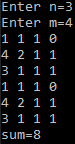 Enter n=3
Enter m=4
1 1 1 0
4 2 1 1
3 1 1 1
1 1 1 0
4 2 1 1
3 1 1 1
sum=8